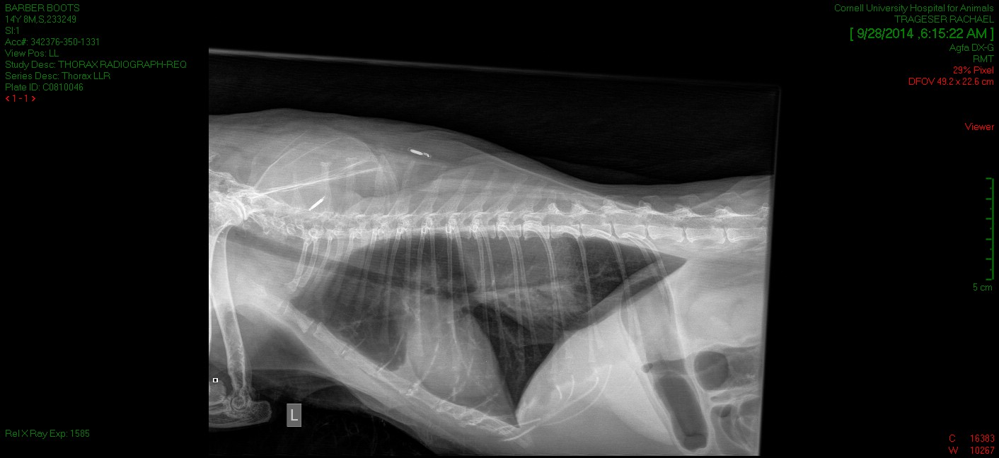 BARBER BOOTS
14Y 8M,S,233249
SI:1
Acc#: 342376-350-1331
View Pos: LL
Study Desc: THORAX RADIOGRAPH-REQ
Series Desc: Thorax LLR
Plate ID: C0810046
< 1 - 1 >
Cornell University Hospital for Animals
TRAGESER RACHAEL
[ 9/28/2014 ,6:15:22 AM ]
Agfa DX-G
RMT
29% Pixel
DFOV 49.2 x 22.6 cm
Viewer
5 cm
L
Rel X Ray Exp: 1585
C 16383
W 10267